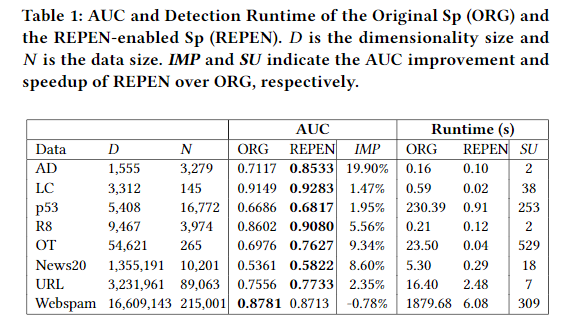 Table 1: AUC and Detection Runtime of the Original Sp (ORG) and
the REPEN-enabled Sp (REPEN). D is the dimensionality size and
N is the data size. IMP and SU indicate the AUC improvement and
speedup of REPEN over ORG, respectively.
AUC Runtime (s)
Data D N ORG REPEN IMP ORG REPEN SU
AD 1,555 3,279 0.7117 0.8533 19.90% 0.16 0.10 2
LC 3,312 145 0.9149 0.9283 1.47% 0.59 0.02 38
p53 5,408 16,772 0.6686 0.6817 1.95% 230.39 0.91 253
R8 9,467 3,974 0.8602 0.9080 5.56% 0.21 0.12 2
OT 54,621 265 0.6976 0.7627 9.34% 23.50 0.04 529
News20 1,355,191 10,201 0.5361 0.5822 8.60% 5.30 0.29 18
URL 3,231,961 89,063 0.7556 0.7733 2.35% 16.40 2.48 7
Webspam 16,609,143 215,001 0.8781 0.8713 -0.78% 1879.68 6.08 309